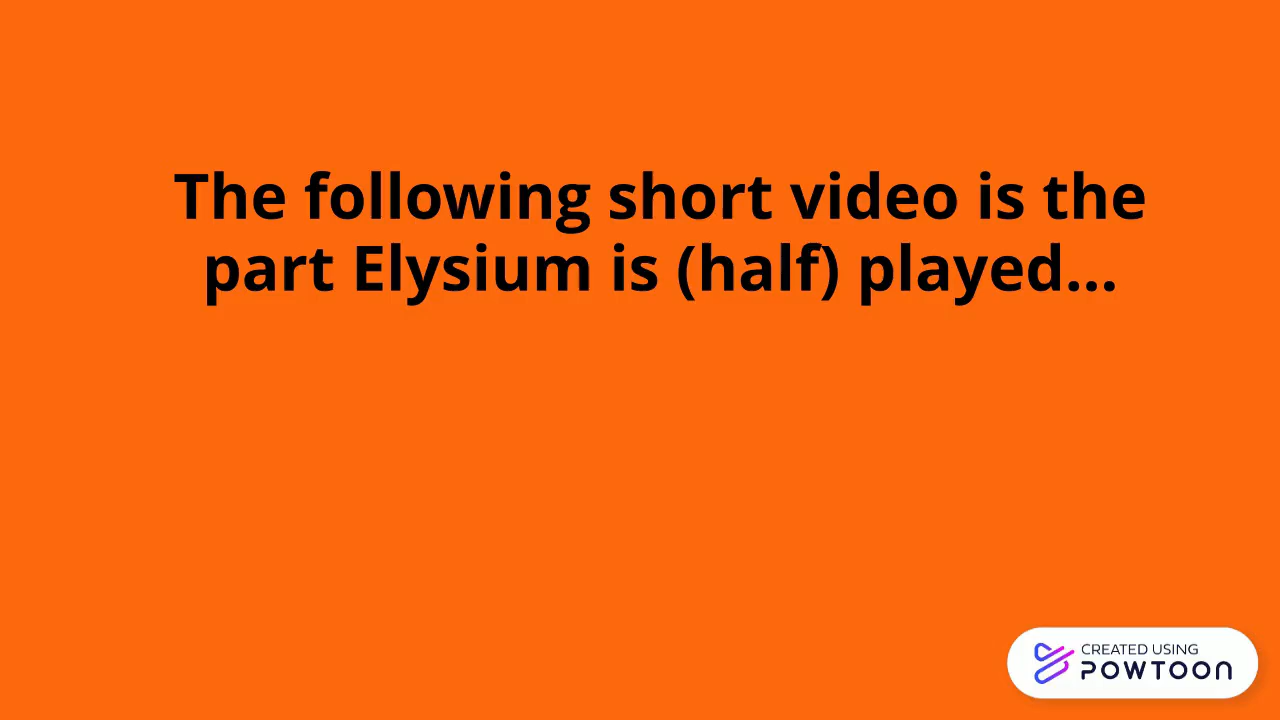 The following short video is the
part Elysium is (half) played...
CREATED USING
POWTOON